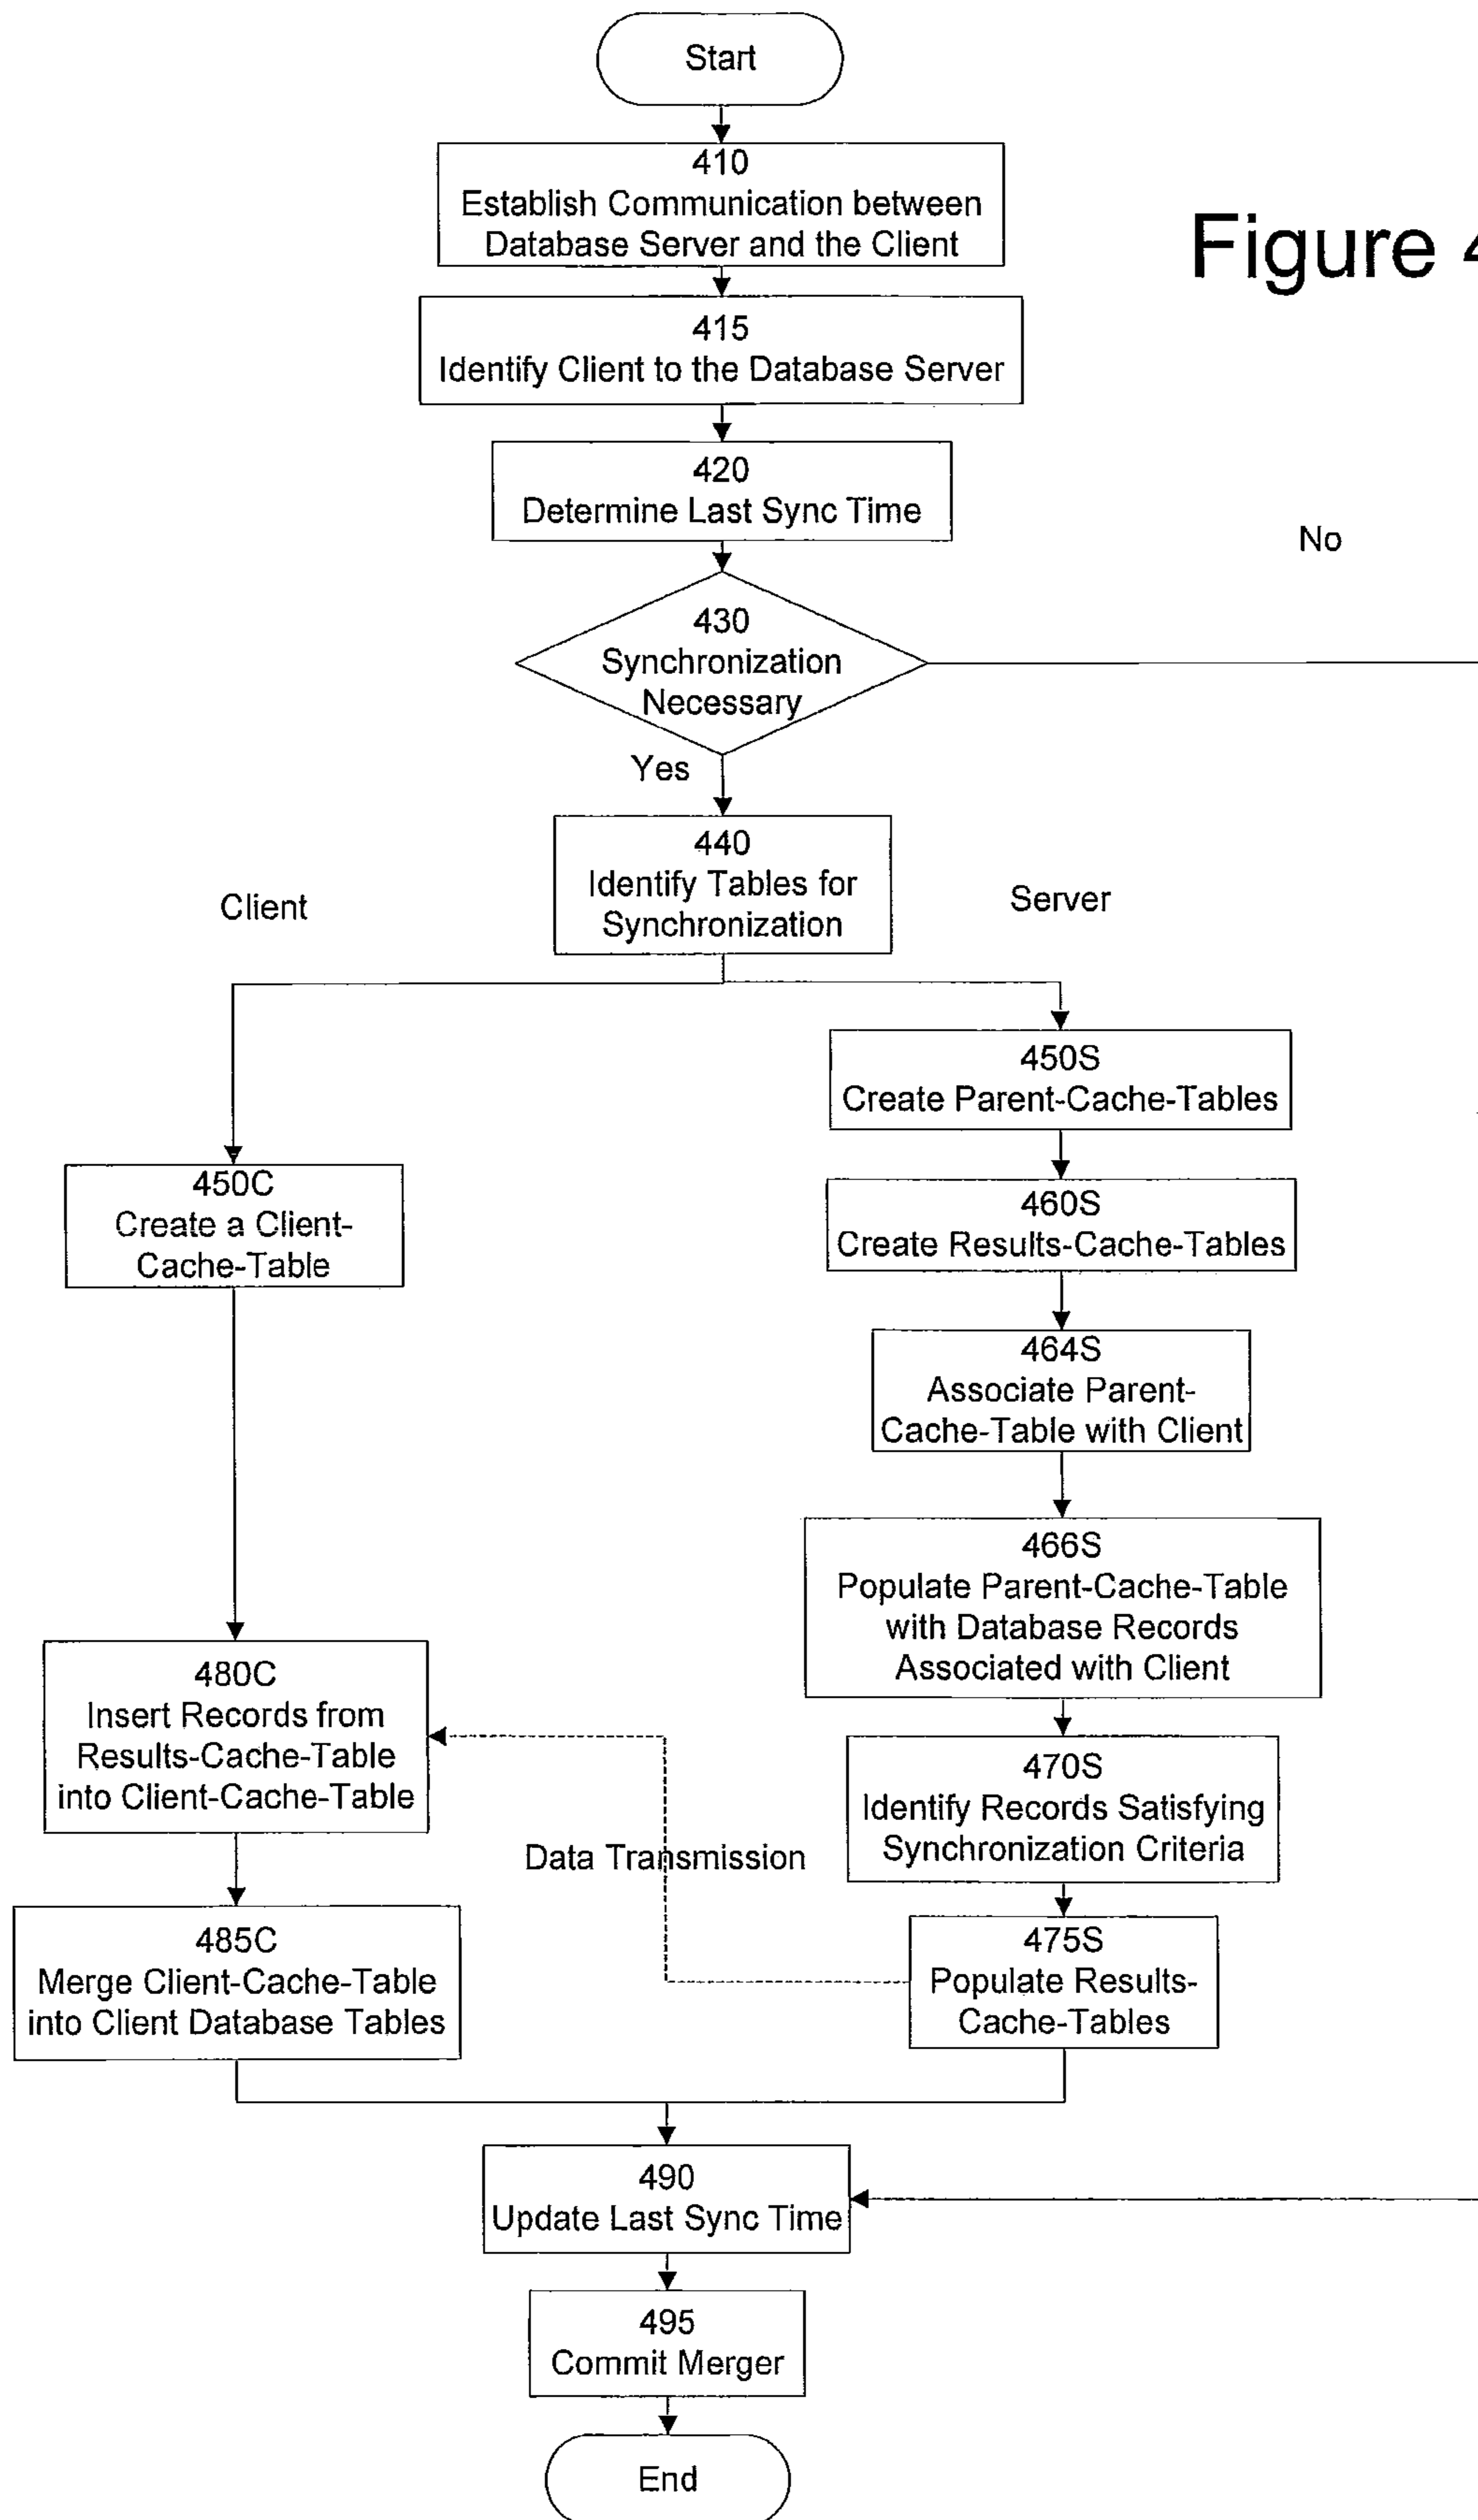 Start
410
Establish Communication between
Database Server and the Client
Figure 4
415
Identify Client to the Database Server
420
Determine Last Sync Time
No
430
Synchronization
Necessary
Yes
440
Identify Tables for
Synchronization
Client
Server
450S
Create Parent-Cache-Tables
450C
Create a Client-
Cache-Table
460S
Create Results-Cache-Tables
464S
Associate Parent-
Cache-Table with Client
466S
Populate Parent-Cache-Table
with Database Records
Associated with Client
480C
Insert Records from
Results-Cache-Table
into Client-Cache-Table
470S
Identify Records Satisfying
Synchronization Criteria
Data Transmission
485C
Merge Client-Cache-Table
into Client Database Tables
475S
Populate Results-
Cache-Tables
490
Update Last Sync Time
495
Commit Merger
End